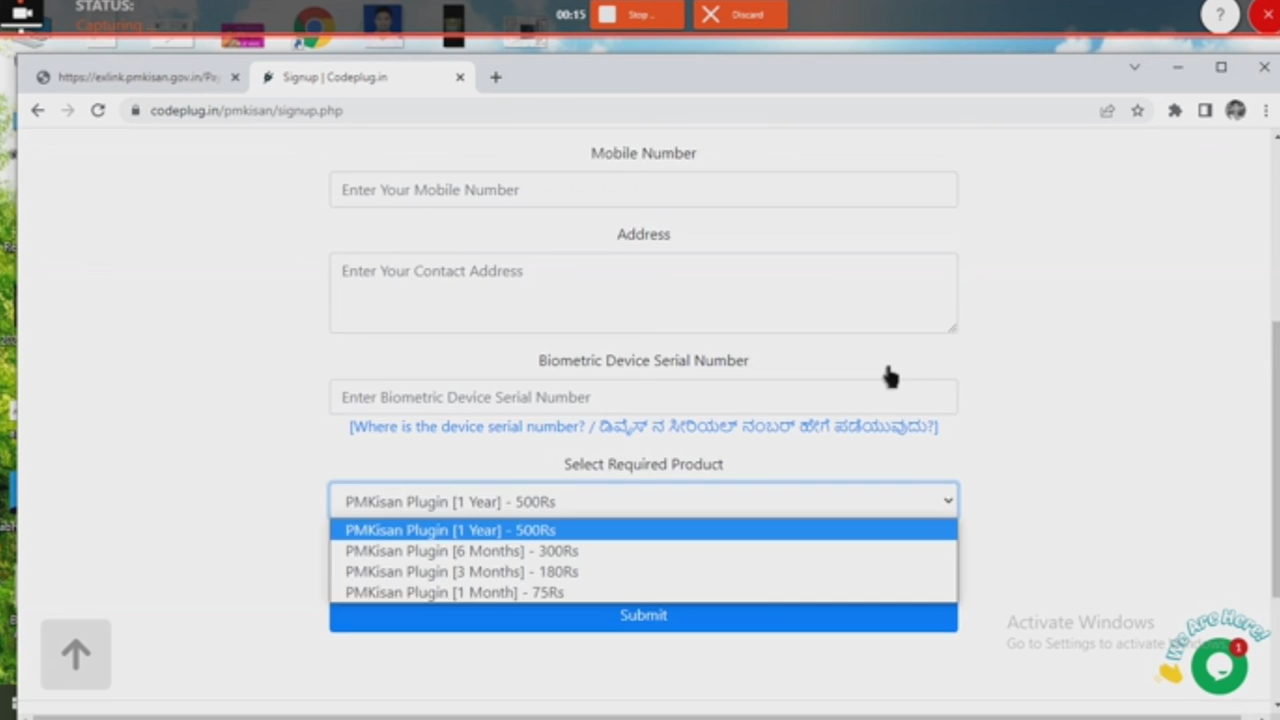 STATUS:
Capturing ...
00:15
Stop ..
Discard
?
https://exlink.pmkisan.gov.in/Pa
Signup | Codeplug.in
codeplug.in/pmkisan/signup.php
Mobile Number
Enter Your Mobile Number
Address
Enter Your Contact Address
Biometric Device Serial Number
Enter Biometric Device Serial Number
[Where is the device serial number? / ಡಿವೈಸ್ ನ ಸೀರಿಯಲ್ ನಂಬರ್ ಹೇಗೆ ಪಡೆಯುವುದು?]
Select Required Product
PMKisan Plugin [1 Year] - 500Rs
PMKisan Plugin [1 Year] - 500Rs
PMKisan Plugin [6 Months] - 300Rs
PMKisan Plugin [3 Months] - 180Rs
PMKisan Plugin [1 Month] - 75Rs
Submit
Activate Windows
Go to Settings to activate Windows.
We Are Here!
1